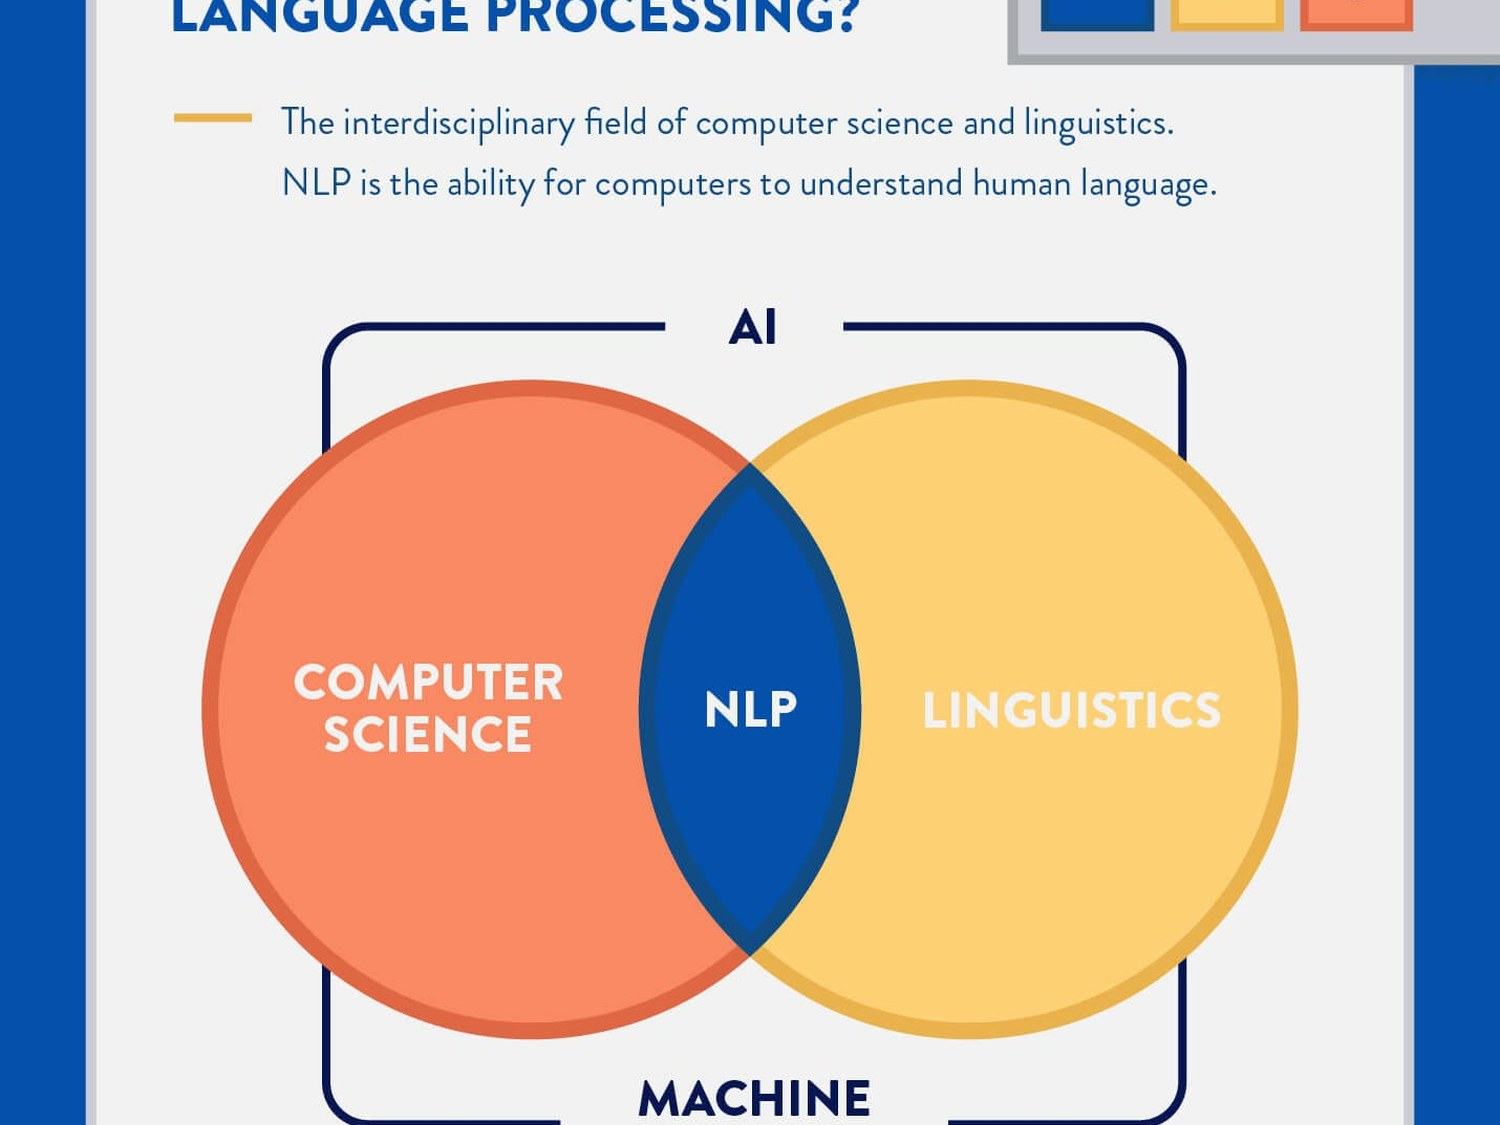 LANGUAGE PROCESSING?
The interdisciplinary field of computer science and linguistics.
NLP is the ability for computers to understand human language.
AI
COMPUTER
SCIENCE
NLP
LINGUISTICS
MACHINE